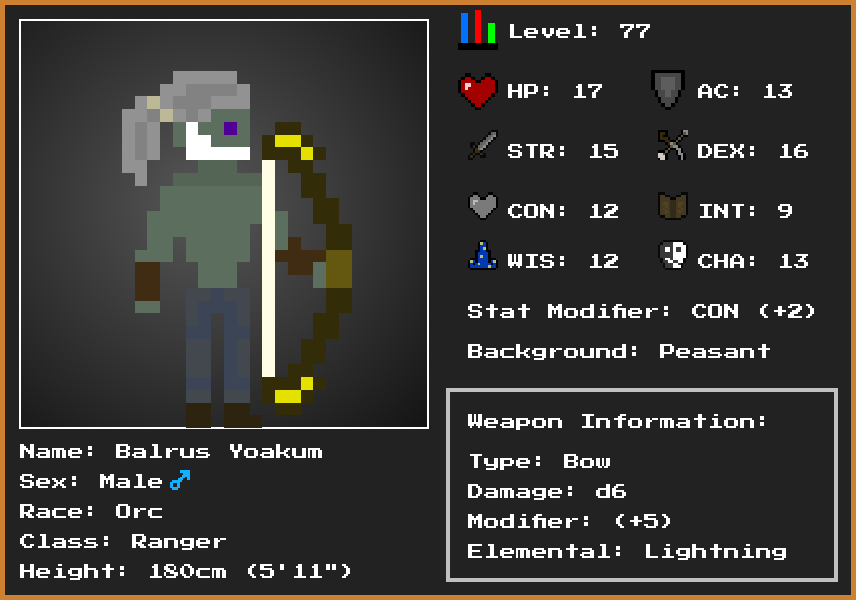 Level: 77
HP: 17
AC: 13
STR: 15
DEX: 16
CON: 12
INT: 9
WIS: 12
CHA: 13
Stat Modifier: CON (+2)
Background: Peasant
Weapon Information:
Type: Bow
Damage: d6
Modifier: (+5)
Elemental: Lightning
Name: Balrus Yoakum
Sex: Male ♂
Race: Orc
Class: Ranger
Height: 180cm (5'11")